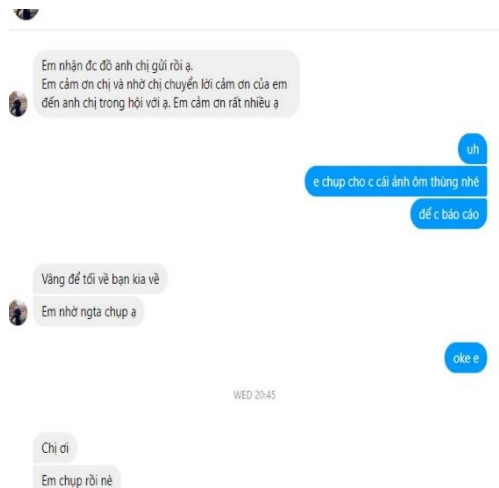 Em nhận đc đồ anh chị gửi rồi ạ.
Em cảm ơn chị và nhờ chị chuyển lời cảm ơn của em
đến anh chị trong hội với ạ. Em cảm ơn rất nhiều ạ
uh
e chụp cho c cái ảnh ôm thùng nhé
để c báo cáo
Vâng để tối về bạn kia về
Em nhờ ngta chụp ạ
oke e
WED 20:45
Chị ơi
Em chụp rồi nè